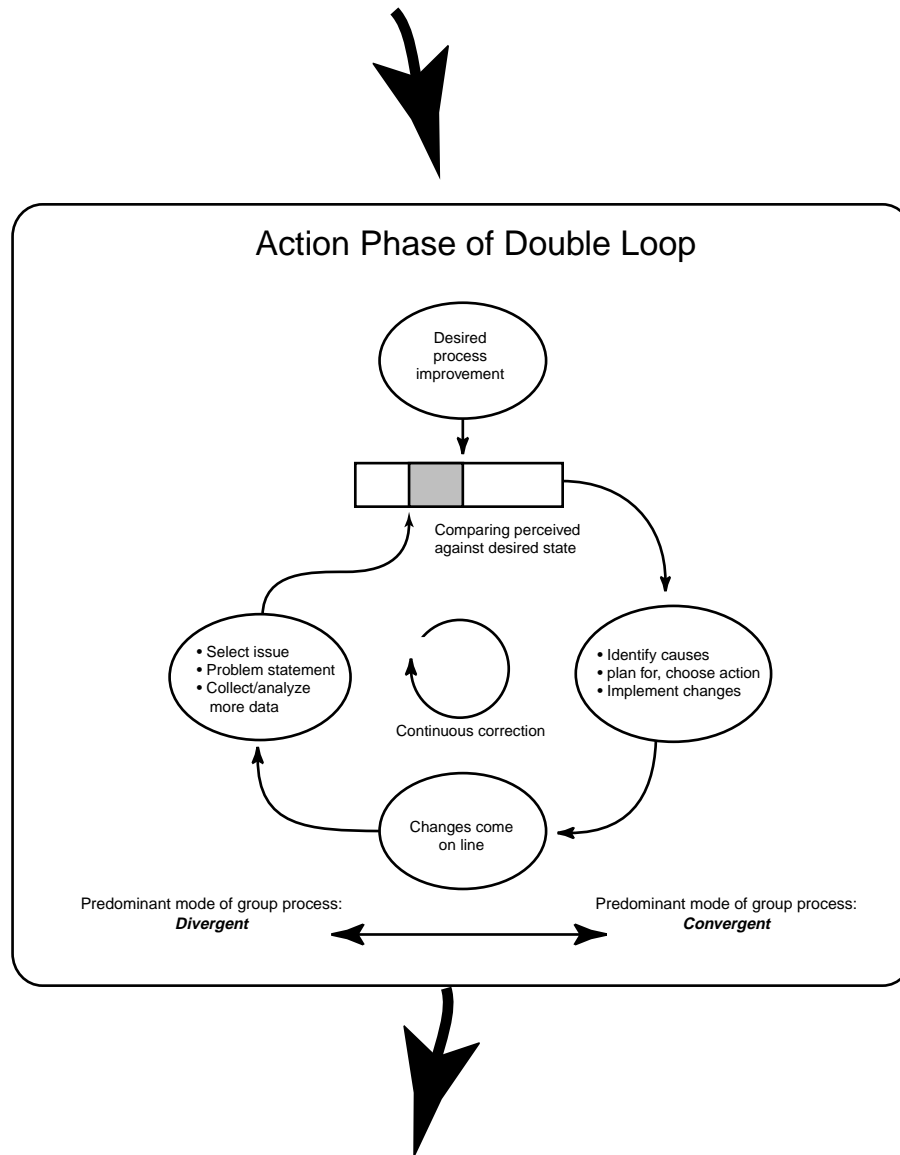 Action Phase of Double Loop
Desired
process
improvement
Comparing perceived
against desired state
• Select issue
• Problem statement
• Collect/analyze
more data
• Identify causes
• plan for, choose action
• Implement changes
Continuous correction
Changes come
on line
Predominant mode of group process:
Divergent
Predominant mode of group process:
Convergent